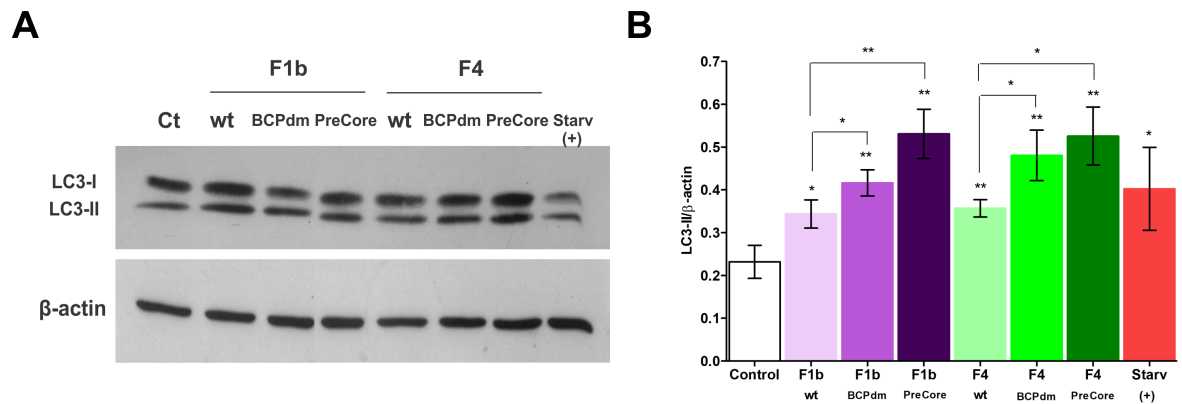 A
F1b F4
Ct wt BCPdm PreCore wt BCPdm PreCore Starv
(+)
LC3-I
LC3-II
β-actin
B
LC3-II/β-actin
0.7
0.6
0.5
0.4
0.3
0.2
0.1
0.0
** *
* *
** **
** ** *
* **
Control F1b F1b F1b F4 F4 F4 Starv
wt BCPdm PreCore wt BCPdm PreCore (+)